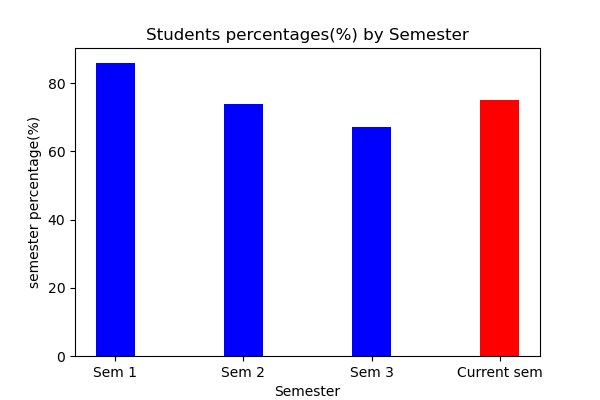 Students percentages(%) by Semester
80
60
40
20
0
semester percentage(%)
Sem 1 Sem 2 Sem 3 Current sem
Semester